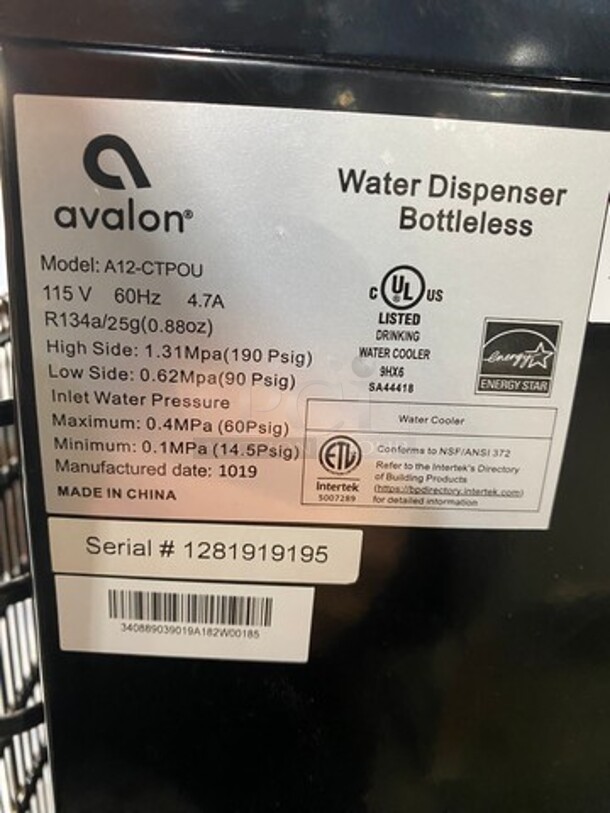 avalon®
Water Dispenser
Bottleless
Model: A12-CTPOU
115 V 60Hz 4.7A
R134a/25g(0.88oz)
High Side: 1.31Mpa(190 Psig)
Low Side: 0.62Mpa(90 Psig)
Inlet Water Pressure
Maximum: 0.4MPa (60Psig)
Minimum: 0.1MPa (14.5Psig)
Manufactured date: 1019
MADE IN CHINA
C UL US
LISTED
DRINKING
WATER COOLER
9HX6
SA44418
energy
ENERGY STAR
Water Cooler
ETL
Intertek
5007289
Conforms to NSF/ANSI 372
Refer to the Intertek's Directory
of Building Products
(https://bpdirectory.intertek.com)
for detailed information
Serial # 1281919195
340889039019A182W00185